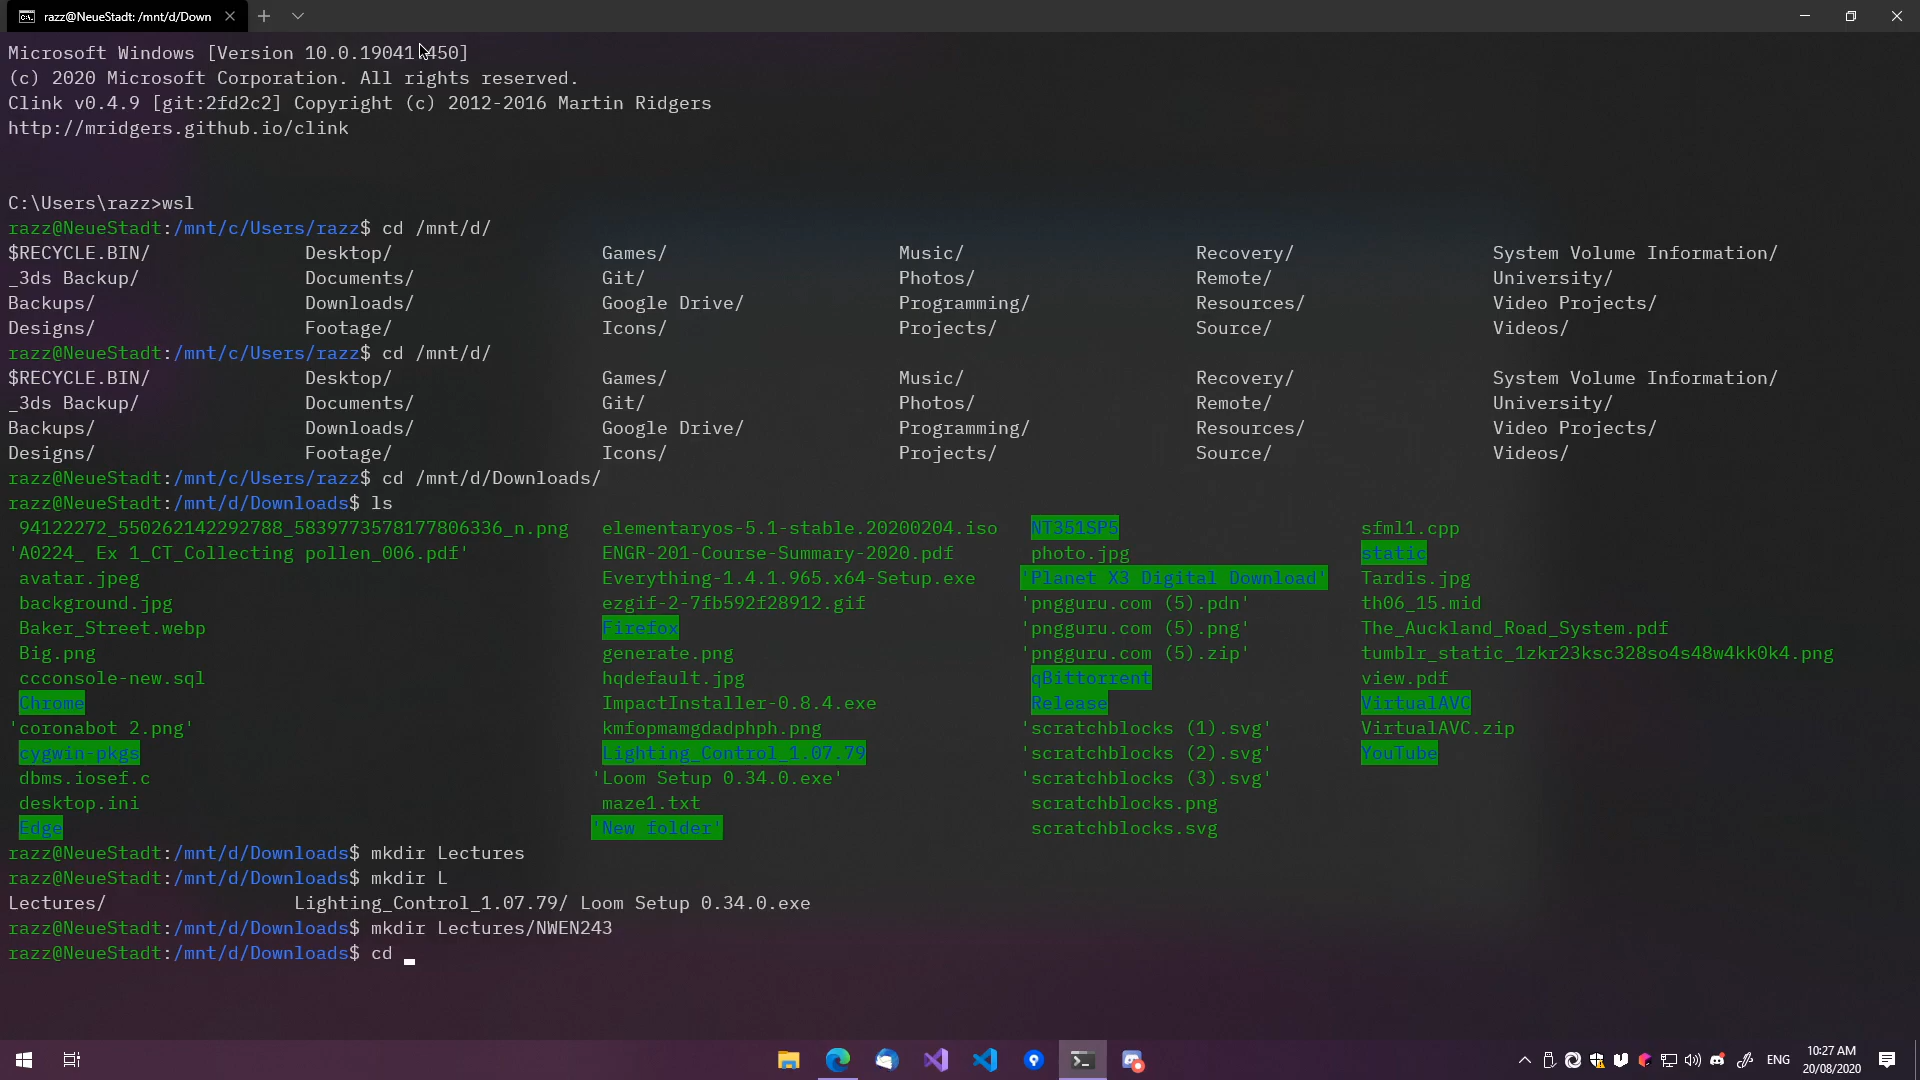 razz@NeueStadt: /mnt/d/Down
Microsoft Windows [Version 10.0.19041.450]
(c) 2020 Microsoft Corporation. All rights reserved.
Clink v0.4.9 [git:2fd2c2] Copyright (c) 2012-2016 Martin Ridgers
http://mridgers.github.io/clink
C:\Users\razz>wsl
razz@NeueStadt:/mnt/c/Users/razz$ cd /mnt/d/
$RECYCLE.BIN/ Desktop/ Games/ Music/ Recovery/ System Volume Information/
_3ds Backup/ Documents/ Git/ Photos/ Remote/ University/
Backups/ Downloads/ Google Drive/ Programming/ Resources/ Video Projects/
Designs/ Footage/ Icons/ Projects/ Source/ Videos/
razz@NeueStadt:/mnt/c/Users/razz$ cd /mnt/d/
$RECYCLE.BIN/ Desktop/ Games/ Music/ Recovery/ System Volume Information/
_3ds Backup/ Documents/ Git/ Photos/ Remote/ University/
Backups/ Downloads/ Google Drive/ Programming/ Resources/ Video Projects/
Designs/ Footage/ Icons/ Projects/ Source/ Videos/
razz@NeueStadt:/mnt/c/Users/razz$ cd /mnt/d/Downloads/
razz@NeueStadt:/mnt/d/Downloads$ ls
94122272_550262142292788_5839773578177806336_n.png elementaryos-5.1-stable.20200204.iso NT351SP5 sfml1.cpp
'A0224_ Ex 1_CT_Collecting pollen_006.pdf' ENGR-201-Course-Summary-2020.pdf photo.jpg static
avatar.jpeg Everything-1.4.1.965.x64-Setup.exe 'Planet X3 Digital Download' Tardis.jpg
background.jpg ezgif-2-7fb592f28912.gif 'pngguru.com (5).pdn' th06_15.mid
Baker_Street.webp Firefox 'pngguru.com (5).png' The_Auckland_Road_System.pdf
Big.png generate.png 'pngguru.com (5).zip' tumblr_static_1zkr23ksc328so4s48w4kk0k4.png
ccconsole-new.sql hqdefault.jpg qBittorrent view.pdf
Chrome ImpactInstaller-0.8.4.exe Release VirtualAVC
'coronabot 2.png' kmfopmamgdadphph.png 'scratchblocks (1).svg' VirtualAVC.zip
cygwin-pkgs Lighting_Control_1.07.79 'scratchblocks (2).svg' YouTube
dbms.iosef.c 'Loom Setup 0.34.0.exe' 'scratchblocks (3).svg'
desktop.ini maze1.txt scratchblocks.png
Edge 'New folder' scratchblocks.svg
razz@NeueStadt:/mnt/d/Downloads$ mkdir Lectures
razz@NeueStadt:/mnt/d/Downloads$ mkdir L
Lectures/ Lighting_Control_1.07.79/ Loom Setup 0.34.0.exe
razz@NeueStadt:/mnt/d/Downloads$ mkdir Lectures/NWEN243
razz@NeueStadt:/mnt/d/Downloads$ cd
ENG
10:27 AM
20/08/2020